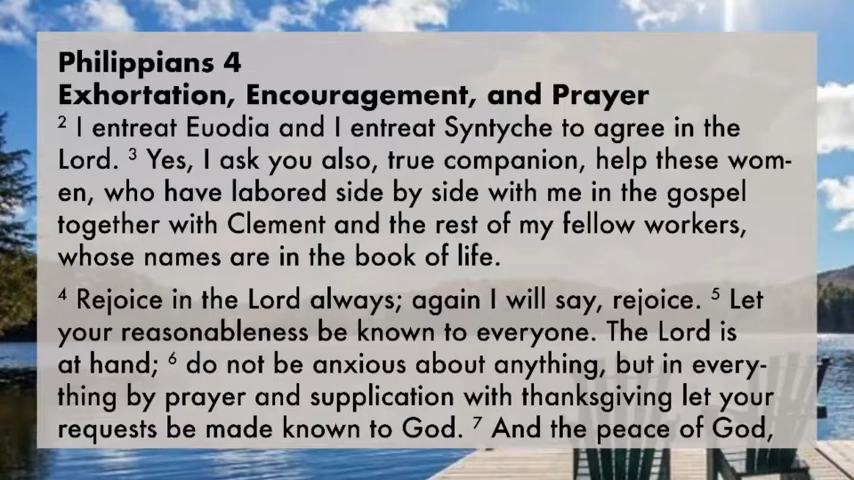 Philippians 4
Exhortation, Encouragement, and Prayer
² I entreat Euodia and I entreat Syntyche to agree in the
Lord. ³ Yes, I ask you also, true companion, help these wom-
en, who have labored side by side with me in the gospel
together with Clement and the rest of my fellow workers,
whose names are in the book of life.
⁴ Rejoice in the Lord always; again I will say, rejoice. ⁵ Let
your reasonableness be known to everyone. The Lord is
at hand; ⁶ do not be anxious about anything, but in every-
thing by prayer and supplication with thanksgiving let your
requests be made known to God. ⁷ And the peace of God,